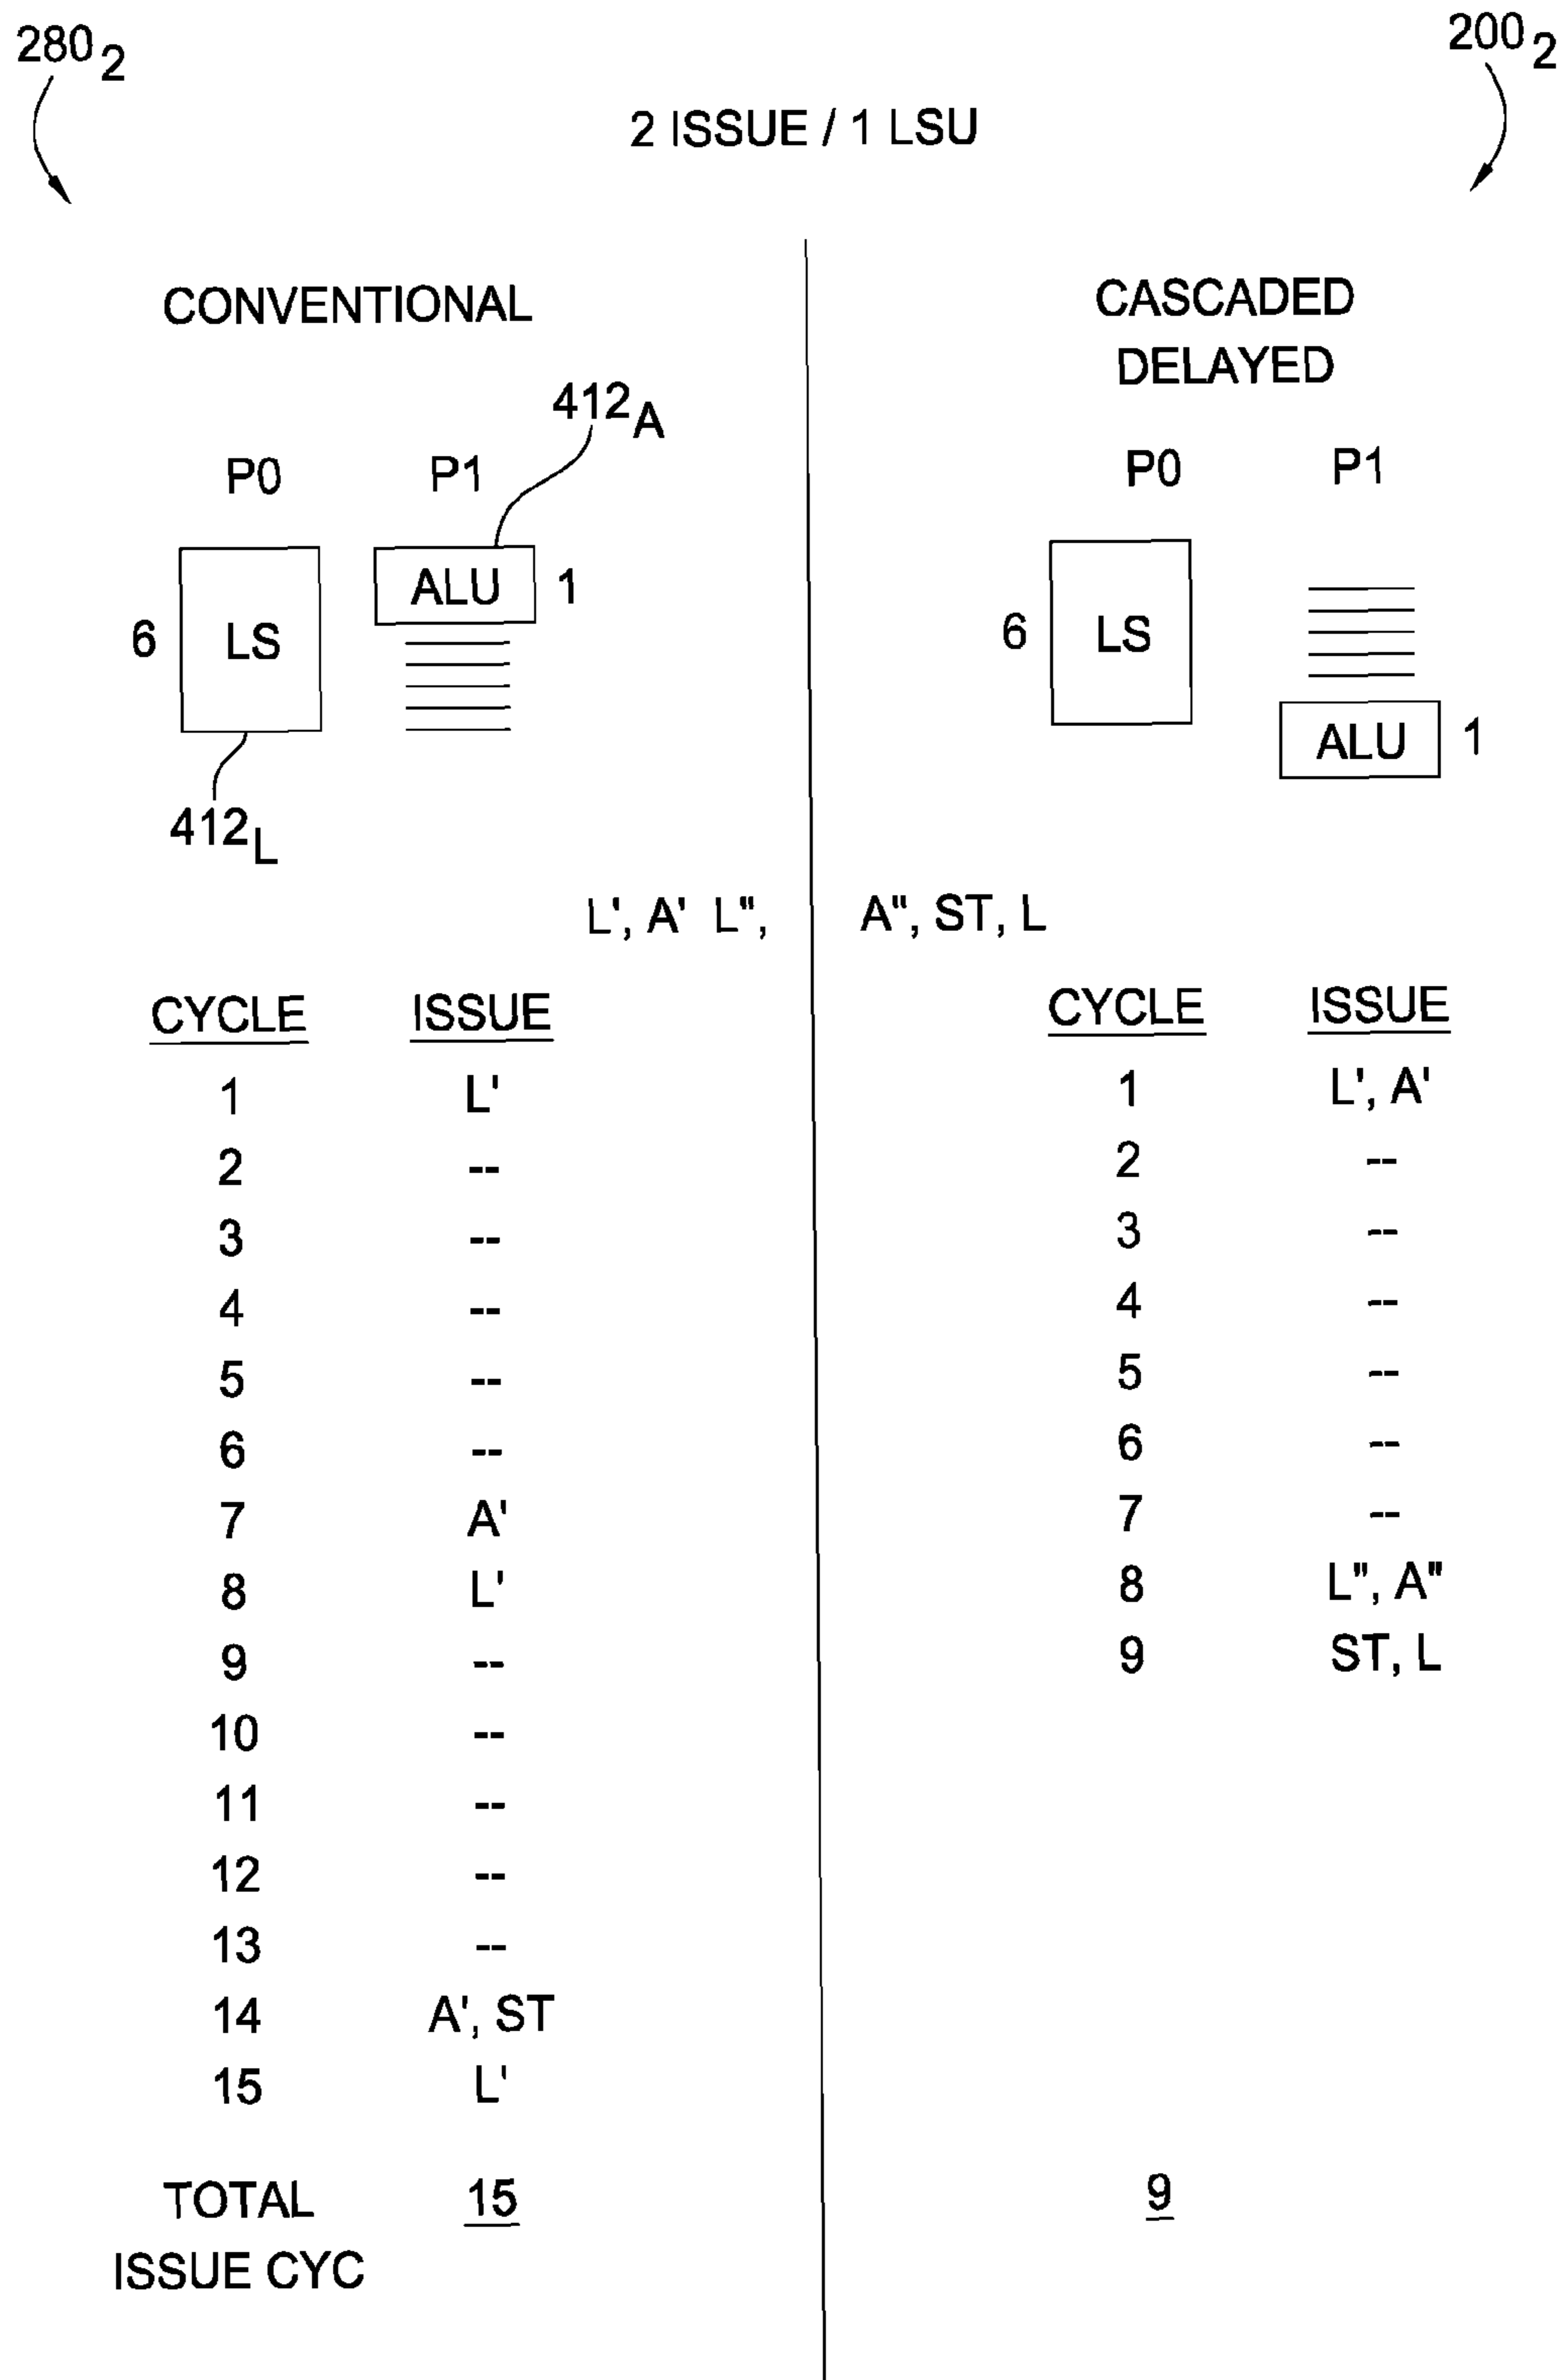 280₂ 200₂
2 ISSUE / 1 LSU
CONVENTIONAL
CASCADED
DELAYED
412A
P0 P1
6 LS ALU 1
412L
P0 P1
6 LS ALU 1
L', A' L", A", ST, L
CYCLE ISSUE
1 L'
2 --
3 --
4 --
5 --
6 --
7 A'
8 L'
9 --
10 --
11 --
12 --
13 --
14 A', ST
15 L'
TOTAL 15
ISSUE CYC
CYCLE ISSUE
1 L', A'
2 --
3 --
4 --
5 --
6 --
7 --
8 L", A"
9 ST, L
9